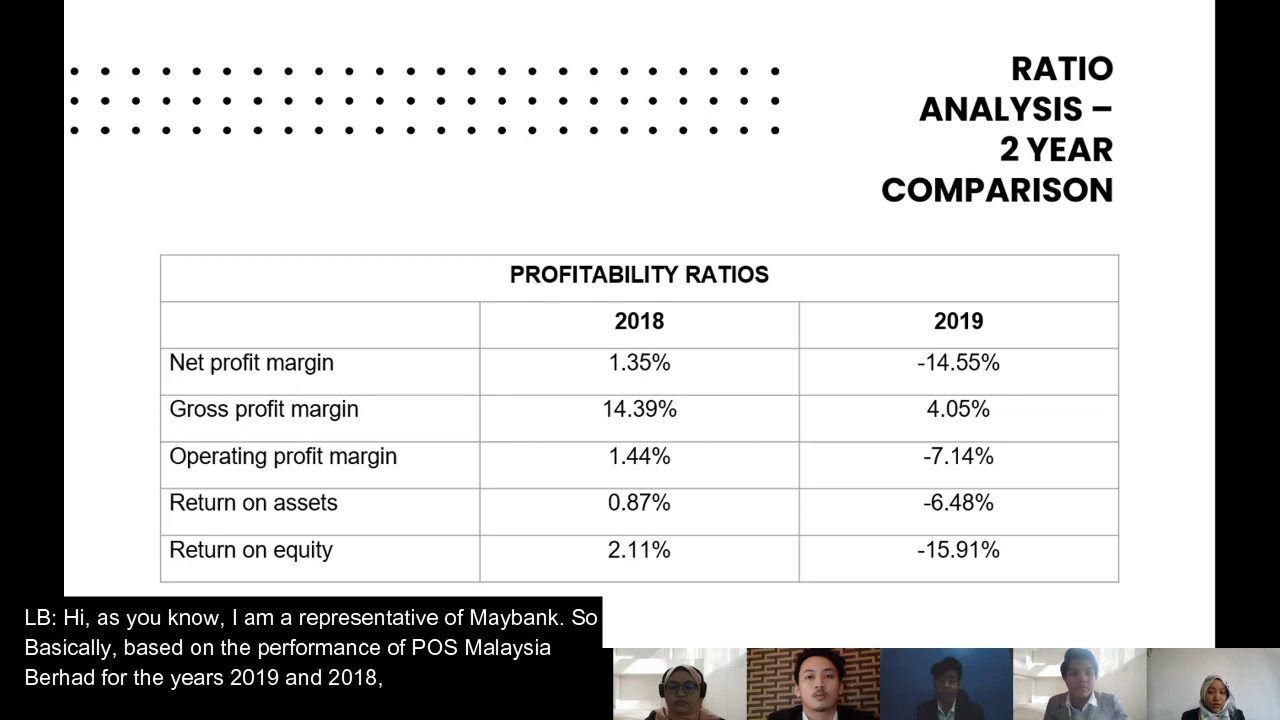 RATIO
ANALYSIS –
2 YEAR
COMPARISON
PROFITABILITY RATIOS
2018 2019
Net profit margin 1.35% -14.55%
Gross profit margin 14.39% 4.05%
Operating profit margin 1.44% -7.14%
Return on assets 0.87% -6.48%
Return on equity 2.11% -15.91%
LB: Hi, as you know, I am a representative of Maybank. So
Basically, based on the performance of POS Malaysia
Berhad for the years 2019 and 2018,